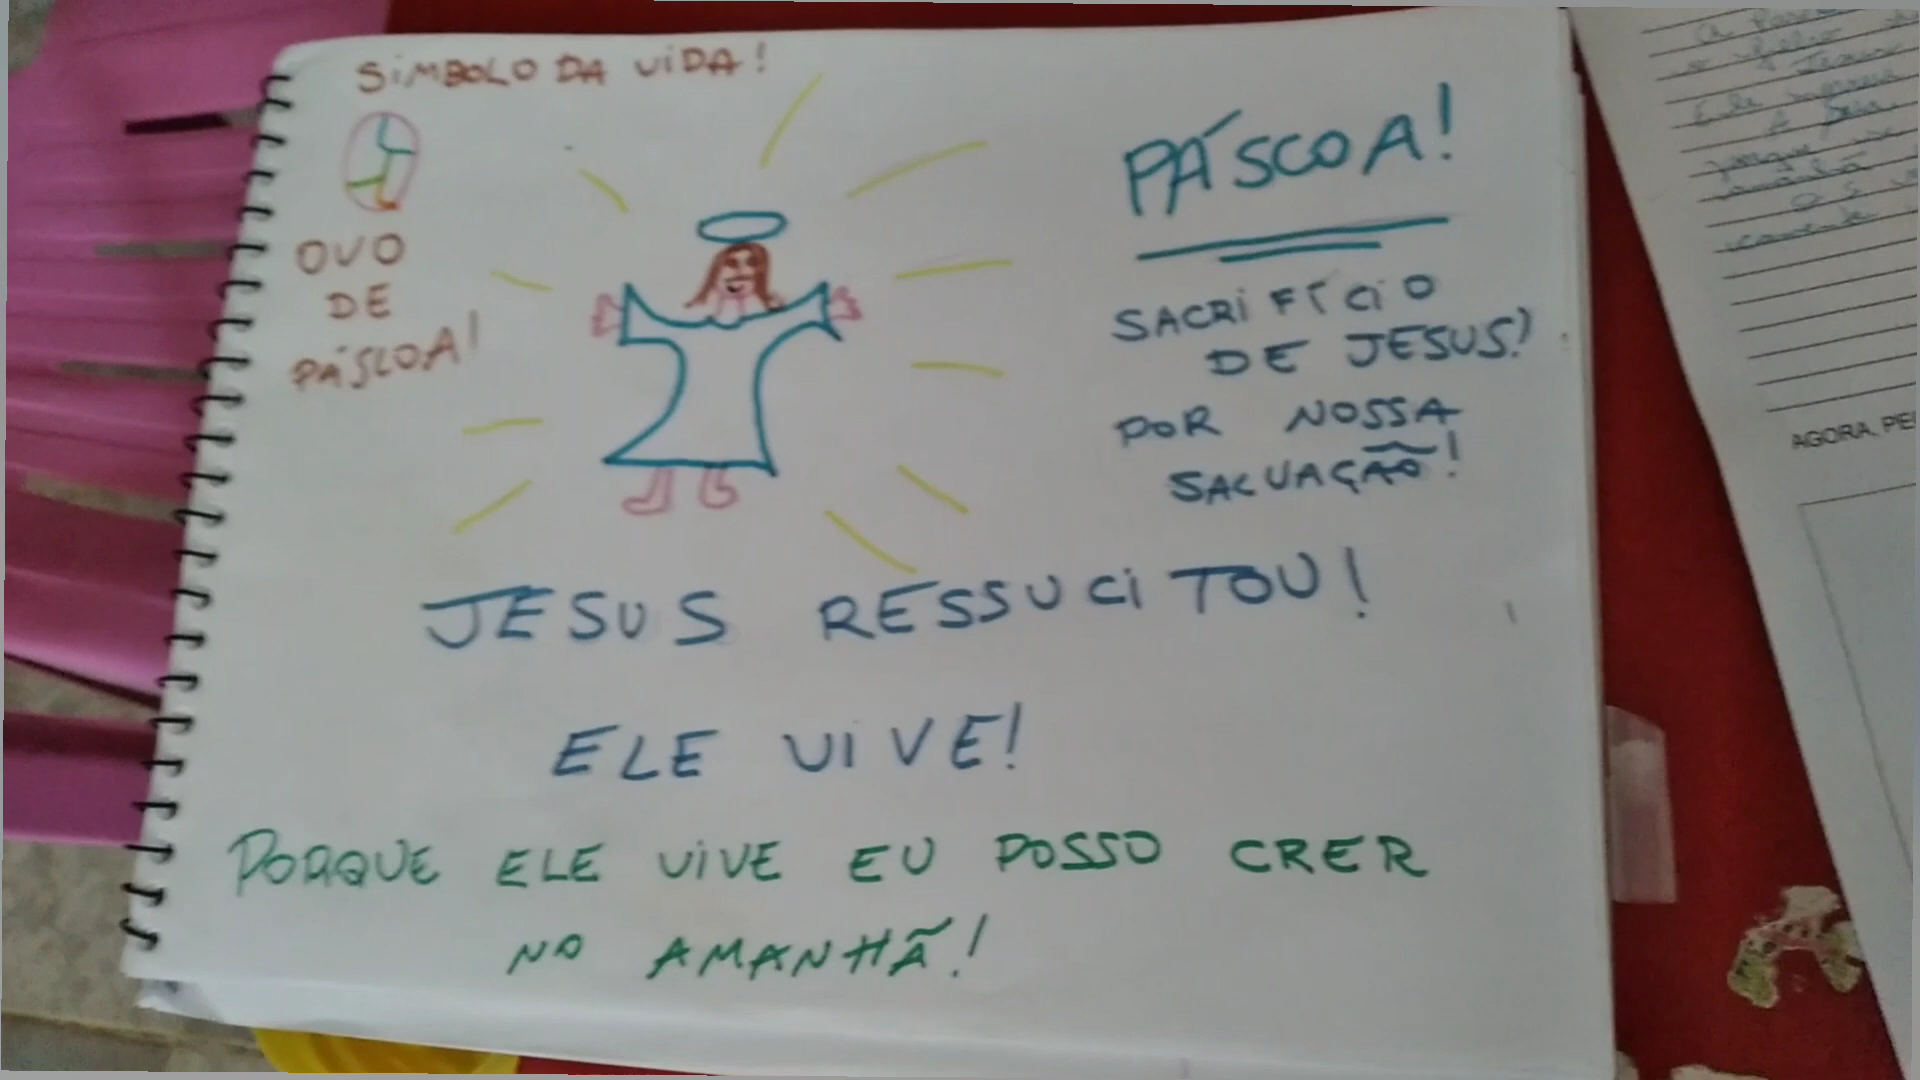 SIMBOLO DA VIDA!
OVO
DE
PÁSCOA!
PÁSCOA!
SACRIFÍCIO
DE JESUS!
POR NOSSA
SALVAÇÃO!
JESUS RESSUCITOU!
ELE VIVE!
PORQUE ELE VIVE EU POSSO CRER
NO AMANHÃ!
AGORA,